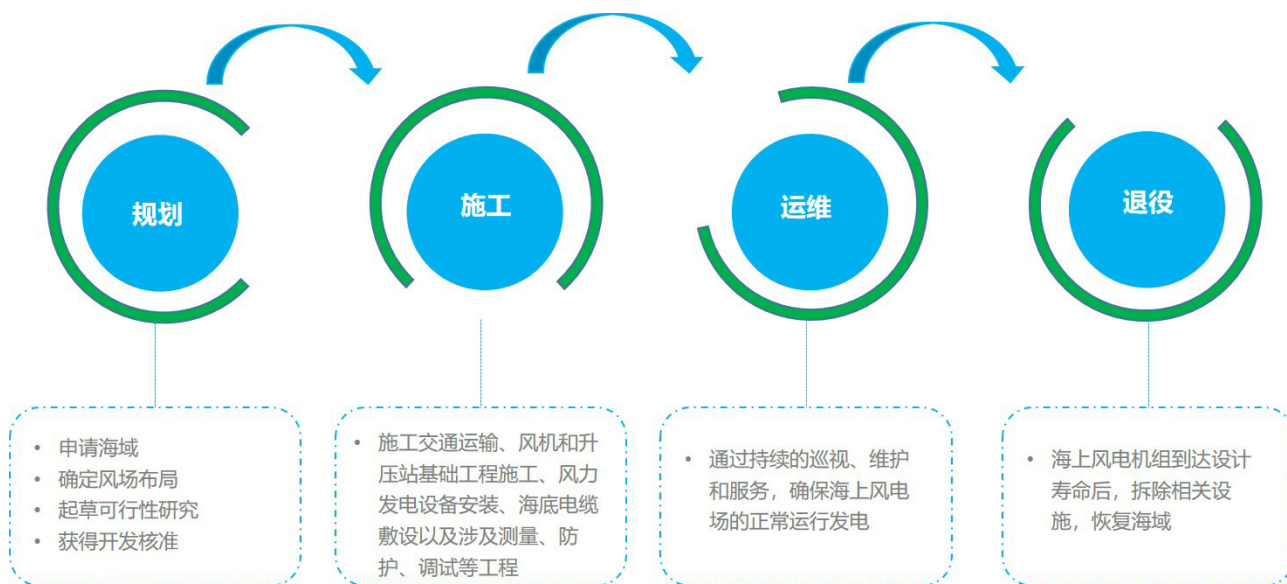 规划
施工
运维
退役
• 申请海域
• 确定风场布局
• 起草可行性研究
• 获得开发核准
• 施工交通运输、风机和升
压站基础工程施工、风力
发电设备安装、海底电缆
敷设以及涉及测量、防
护、调试等工程
• 通过持续的巡视、维护
和服务，确保海上风电
场的正常运行发电
• 海上风电机组到达设计
寿命后，拆除相关设
施，恢复海域